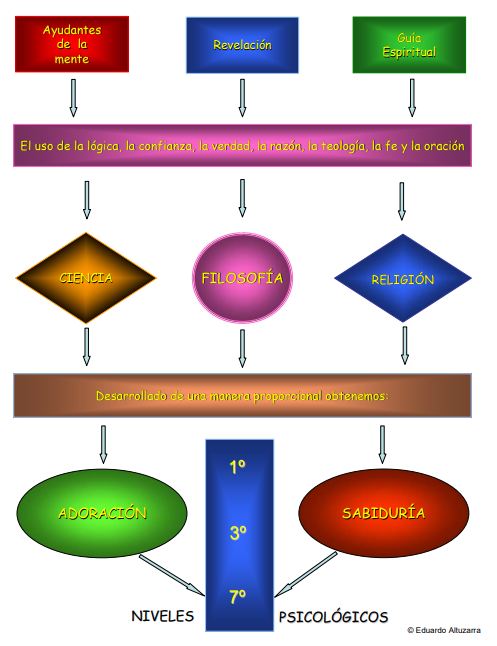 Ayudantes
de la
mente
Revelación
Guía
Espiritual
El uso de la lógica, la confianza, la verdad, la razón, la teología, la fe y la oración
CIENCIA
FILOSOFÍA
RELIGIÓN
Desarrollado de una manera proporcional obtenemos:
1º
ADORACIÓN
SABIDURÍA
3º
7º
NIVELES
PSICOLÓGICOS
© Eduardo Altuzarra